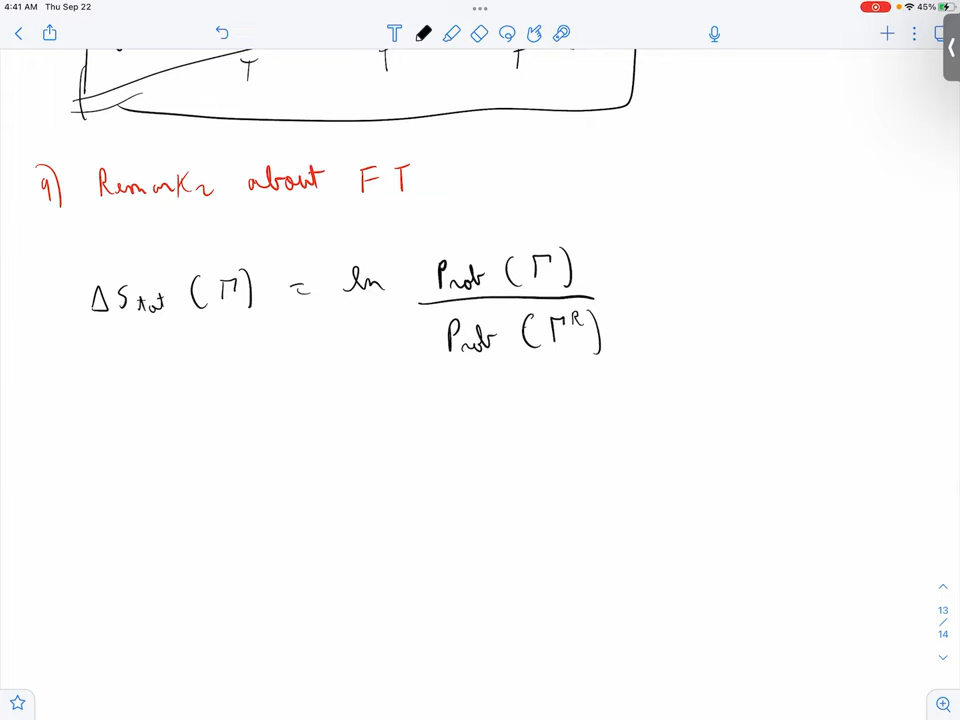 4:41 AM Thu Sep 22
45%
T T T
9) Remarks about FT
ΔS_tot (Γ) = ln Prob (Γ) / Prob (Γ^R)
13
/
14